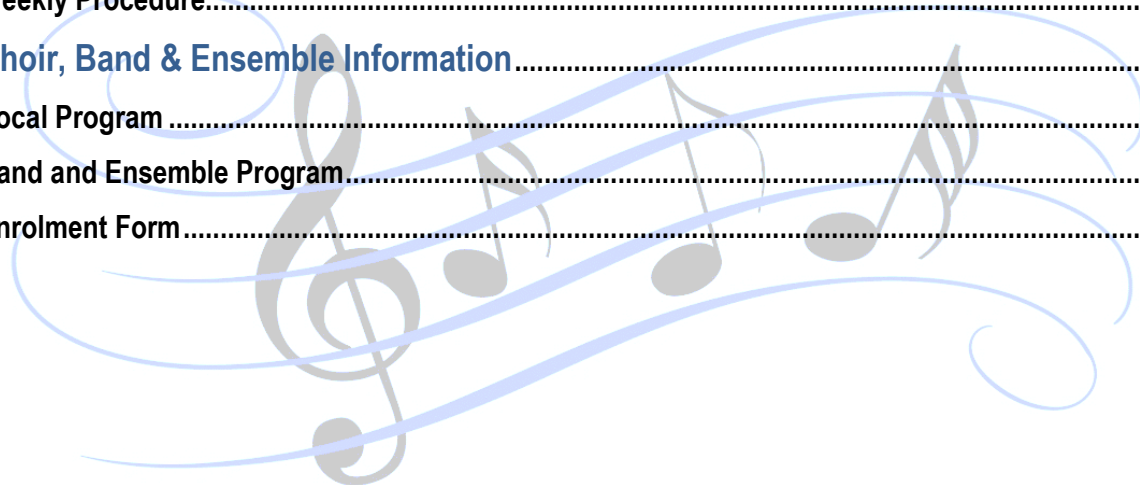 eekly Procedure
hoir, Band & Ensemble Information
ocal Program
and and Ensemble Program
nrolment Form